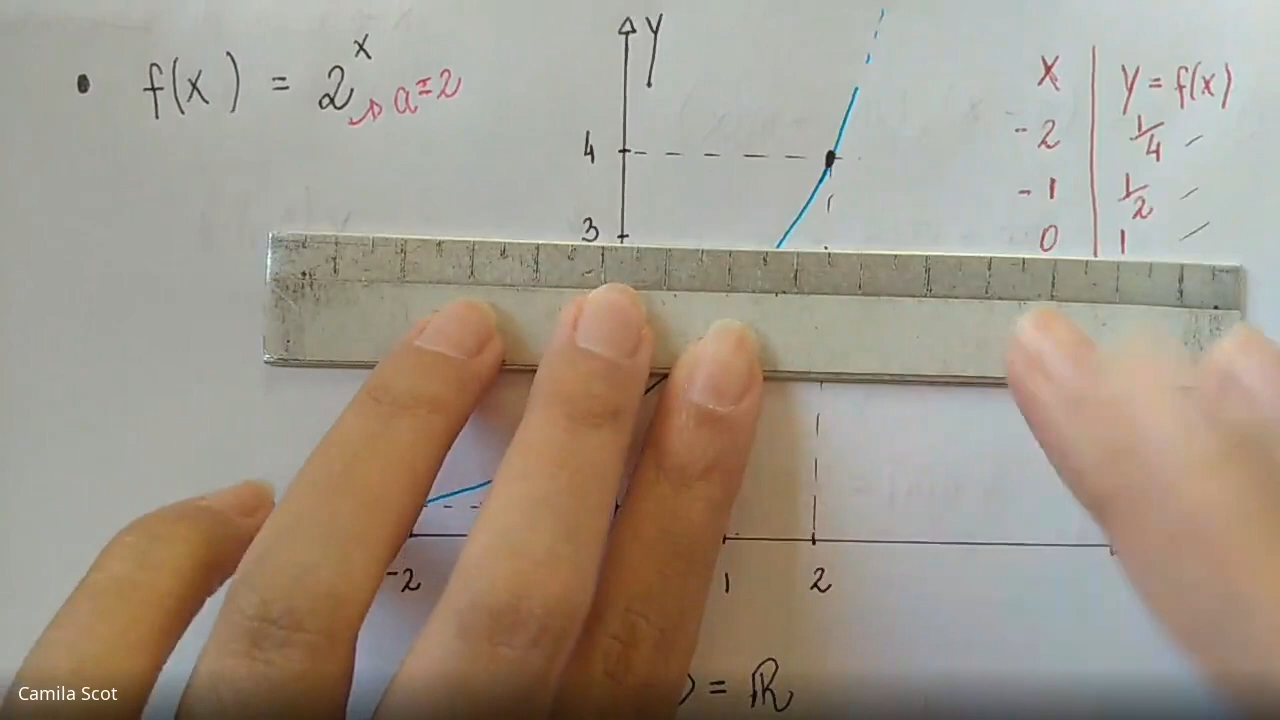 • f(x) = 2^x
↪ a=2
y
4
3
x | y = f(x)
-2 | 1/4
-1 | 1/2
0 | 1
-2 1 2
) = ℝ
Camila Scot